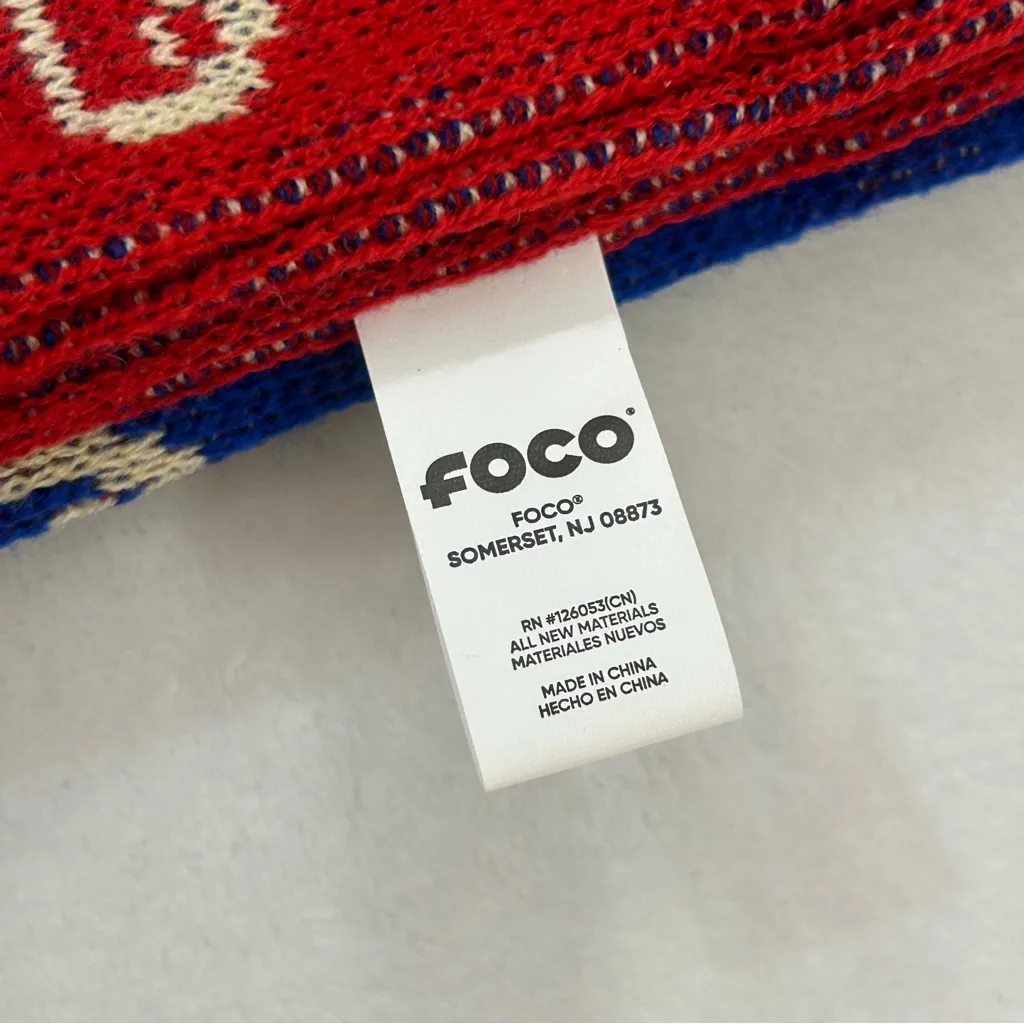 FOCO®
FOCO®
SOMERSET, NJ 08873
RN #126053(CN)
ALL NEW MATERIALS
MATERIALES NUEVOS
MADE IN CHINA
HECHO EN CHINA